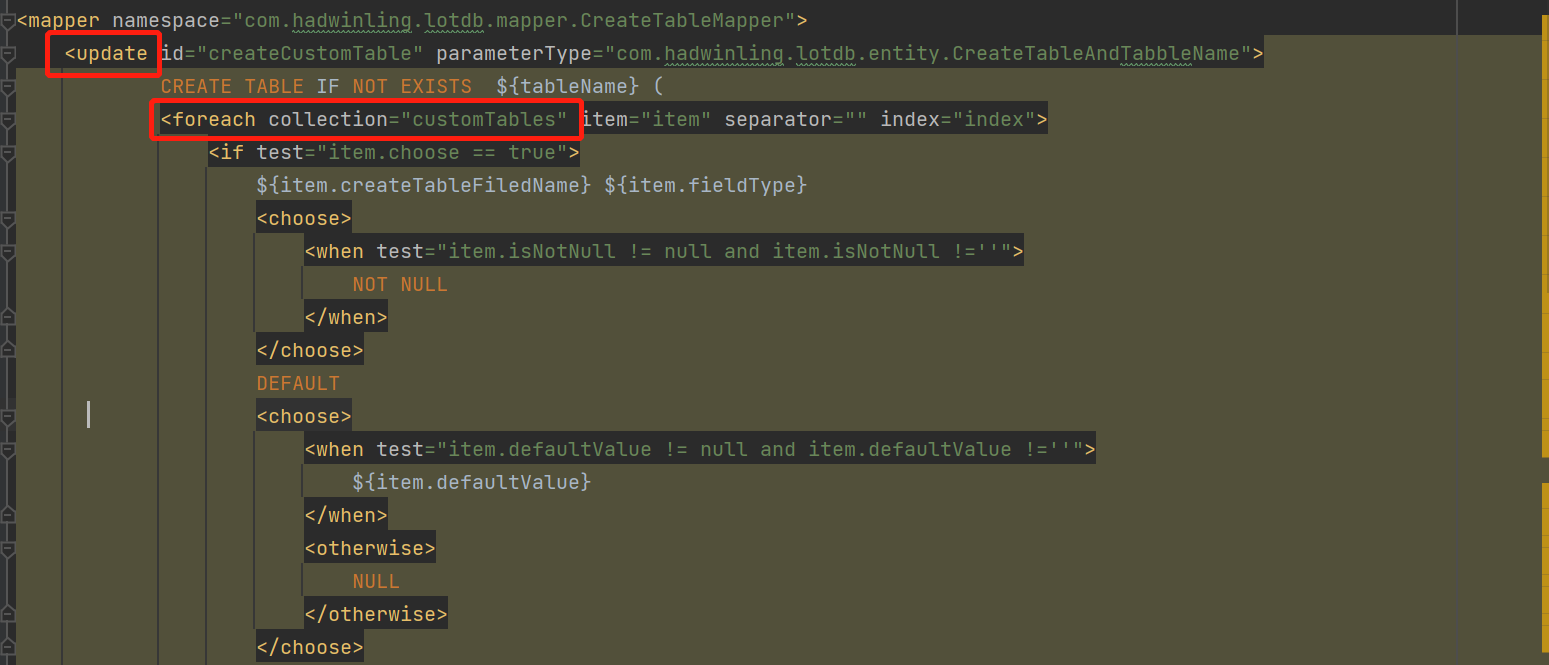 <mapper namespace="com.hadwinling.lotdb.mapper.CreateTableMapper">
<update id="createCustomTable" parameterType="com.hadwinling.lotdb.entity.CreateTableAndTabbleName">
CREATE TABLE IF NOT EXISTS ${tableName} (
<foreach collection="customTables" item="item" separator="" index="index">
<if test="item.choose == true">
${item.createTableFiledName} ${item.fieldType}
<choose>
<when test="item.isNotNull != null and item.isNotNull !=''">
NOT NULL
</when>
</choose>
DEFAULT
<choose>
<when test="item.defaultValue != null and item.defaultValue !=''">
${item.defaultValue}
</when>
<otherwise>
NULL
</otherwise>
</choose>